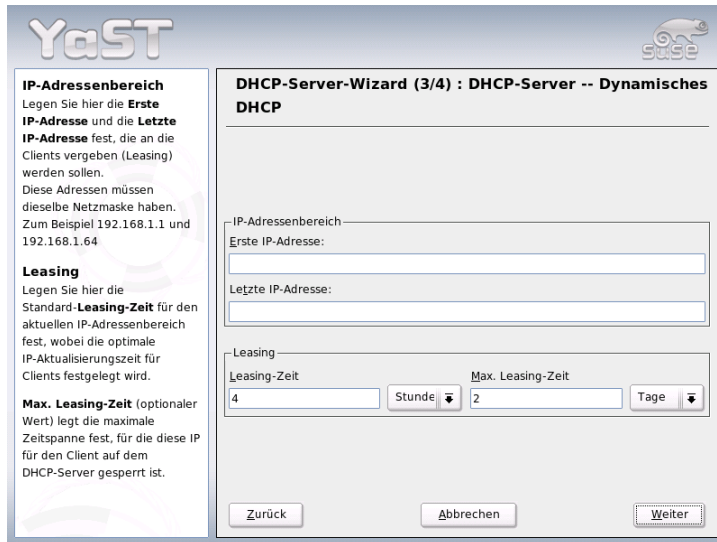 YaST
suse
IP-Adressenbereich
Legen Sie hier die Erste
IP-Adresse und die Letzte
IP-Adresse fest, die an die
Clients vergeben (Leasing)
werden sollen.
Diese Adressen müssen
dieselbe Netzmaske haben.
Zum Beispiel 192.168.1.1 und
192.168.1.64
Leasing
Legen Sie hier die
Standard-Leasing-Zeit für den
aktuellen IP-Adressenbereich
fest, wobei die optimale
IP-Aktualisierungszeit für
Clients festgelegt wird.
Max. Leasing-Zeit (optionaler
Wert) legt die maximale
Zeitspanne fest, für die diese IP
für den Client auf dem
DHCP-Server gesperrt ist.
DHCP-Server-Wizard (3/4) : DHCP-Server -- Dynamisches
DHCP
IP-Adressenbereich
Erste IP-Adresse:
Letzte IP-Adresse:
Leasing
Leasing-Zeit
Max. Leasing-Zeit
4
Stunde
2
Tage
Zurück
Abbrechen
Weiter